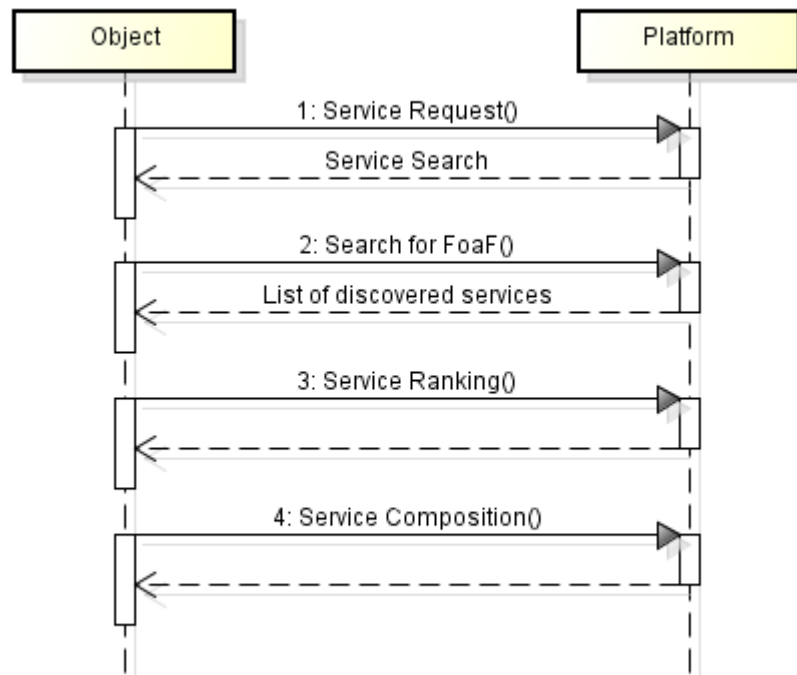 Object
Platform
1: Service Request()
Service Search
2: Search for FoaF()
List of discovered services
3: Service Ranking()
4: Service Composition()